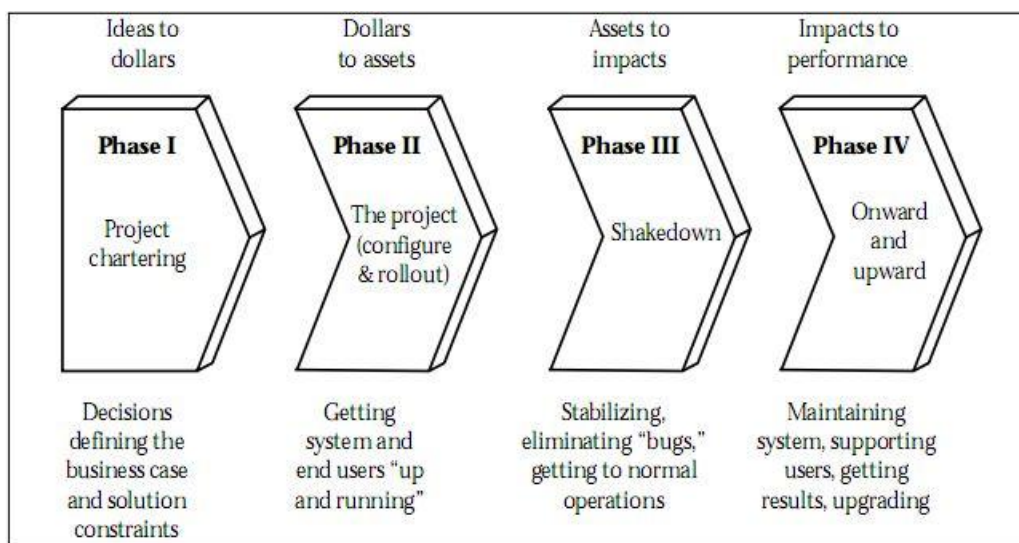 Ideas to
dollars
Dollars
to assets
Assets to
impacts
Impacts to
performance
Phase I
Project
chartering
Phase II
The project
(configure
& rollout)
Phase III
Shakedown
Phase IV
Onward
and
upward
Decisions
defining the
business case
and solution
constraints
Getting
system and
end users “up
and running”
Stabilizing,
eliminating “bugs,”
getting to normal
operations
Maintaining
system, supporting
users, getting
results, upgrading